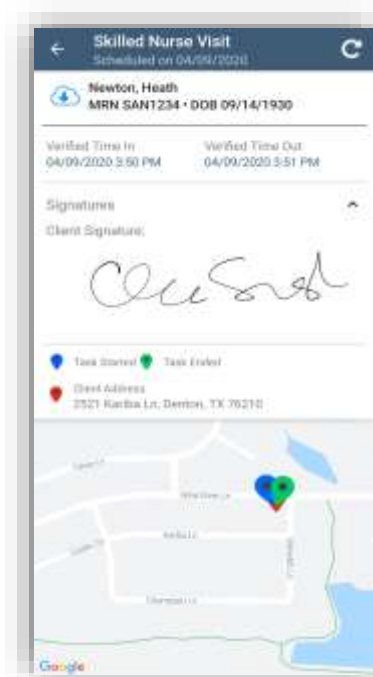 Skilled Nurse Visit
Scheduled on 04/09/2020
Newton, Heath
MRN SAN1234 • DOB 09/14/1930
Verified Time In
Verified Time Out
04/09/2020 3:50 PM
04/09/2020 3:51 PM
Signatures
Client Signature:
Task Started
Task Ended
Client Address
2521 Kariba Ln, Denton, TX 76210
Kariba Ln
Google